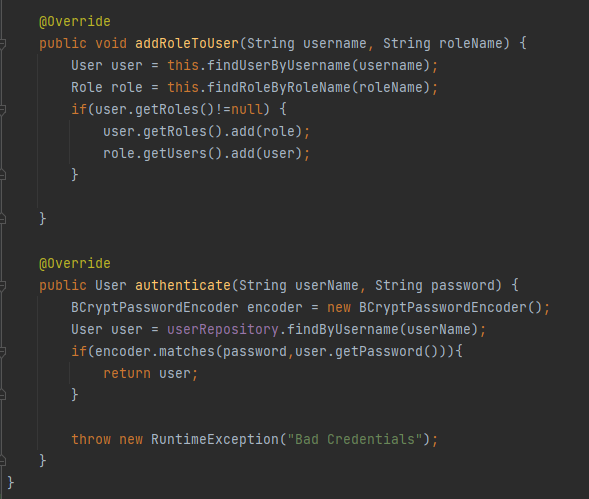 @Override
public void addRoleToUser(String username, String roleName) {
User user = this.findUserByUsername(username);
Role role = this.findRoleByRoleName(roleName);
if(user.getRoles()!=null) {
user.getRoles().add(role);
role.getUsers().add(user);
}
}
@Override
public User authenticate(String userName, String password) {
BCryptPasswordEncoder encoder = new BCryptPasswordEncoder();
User user = userRepository.findByUsername(userName);
if(encoder.matches(password,user.getPassword())){
return user;
}
throw new RuntimeException("Bad Credentials");
}
}